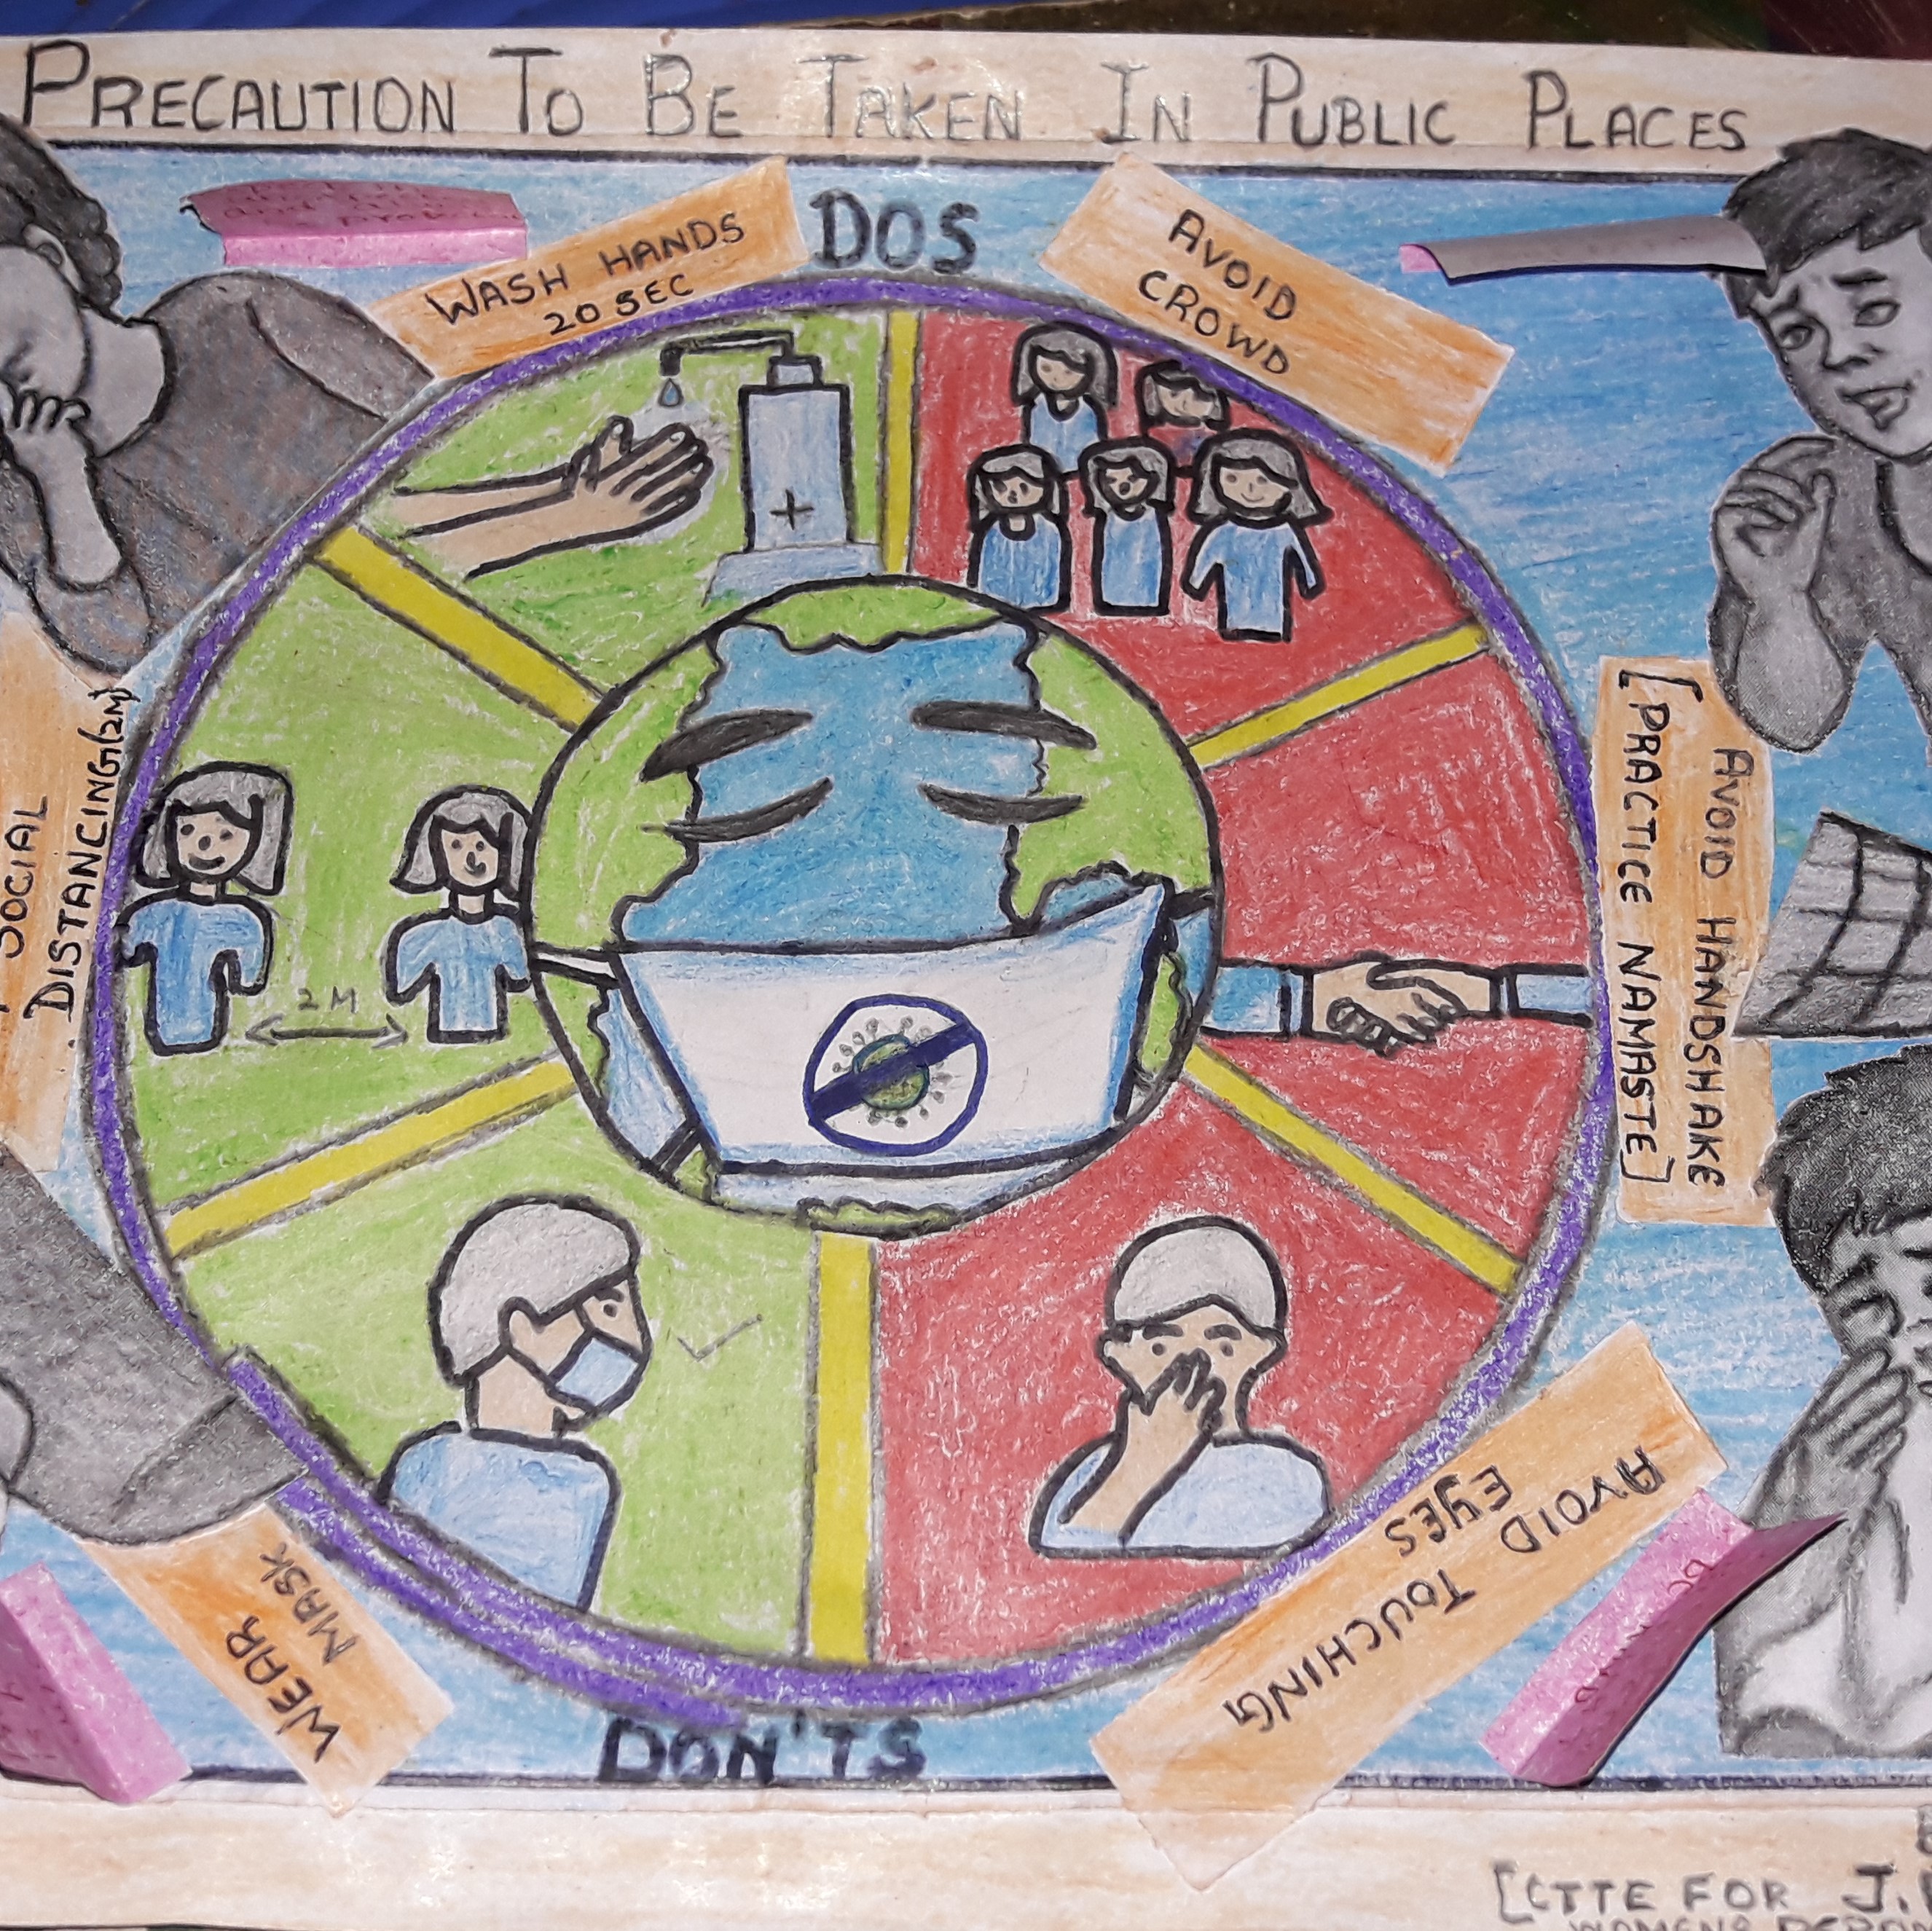 PRECAUTION TO BE TAKEN IN PUBLIC PLACES
DOS
WASH HANDS
20 SEC
AVOID
CROWD
SOCIAL
DISTANCING(2M)
2M
AVOID HANDSHAKE
[PRACTICE NAMASTE]
WEAR
MASK
AVOID TOUCHING
EYES
DON'TS
[CTTE FOR J.